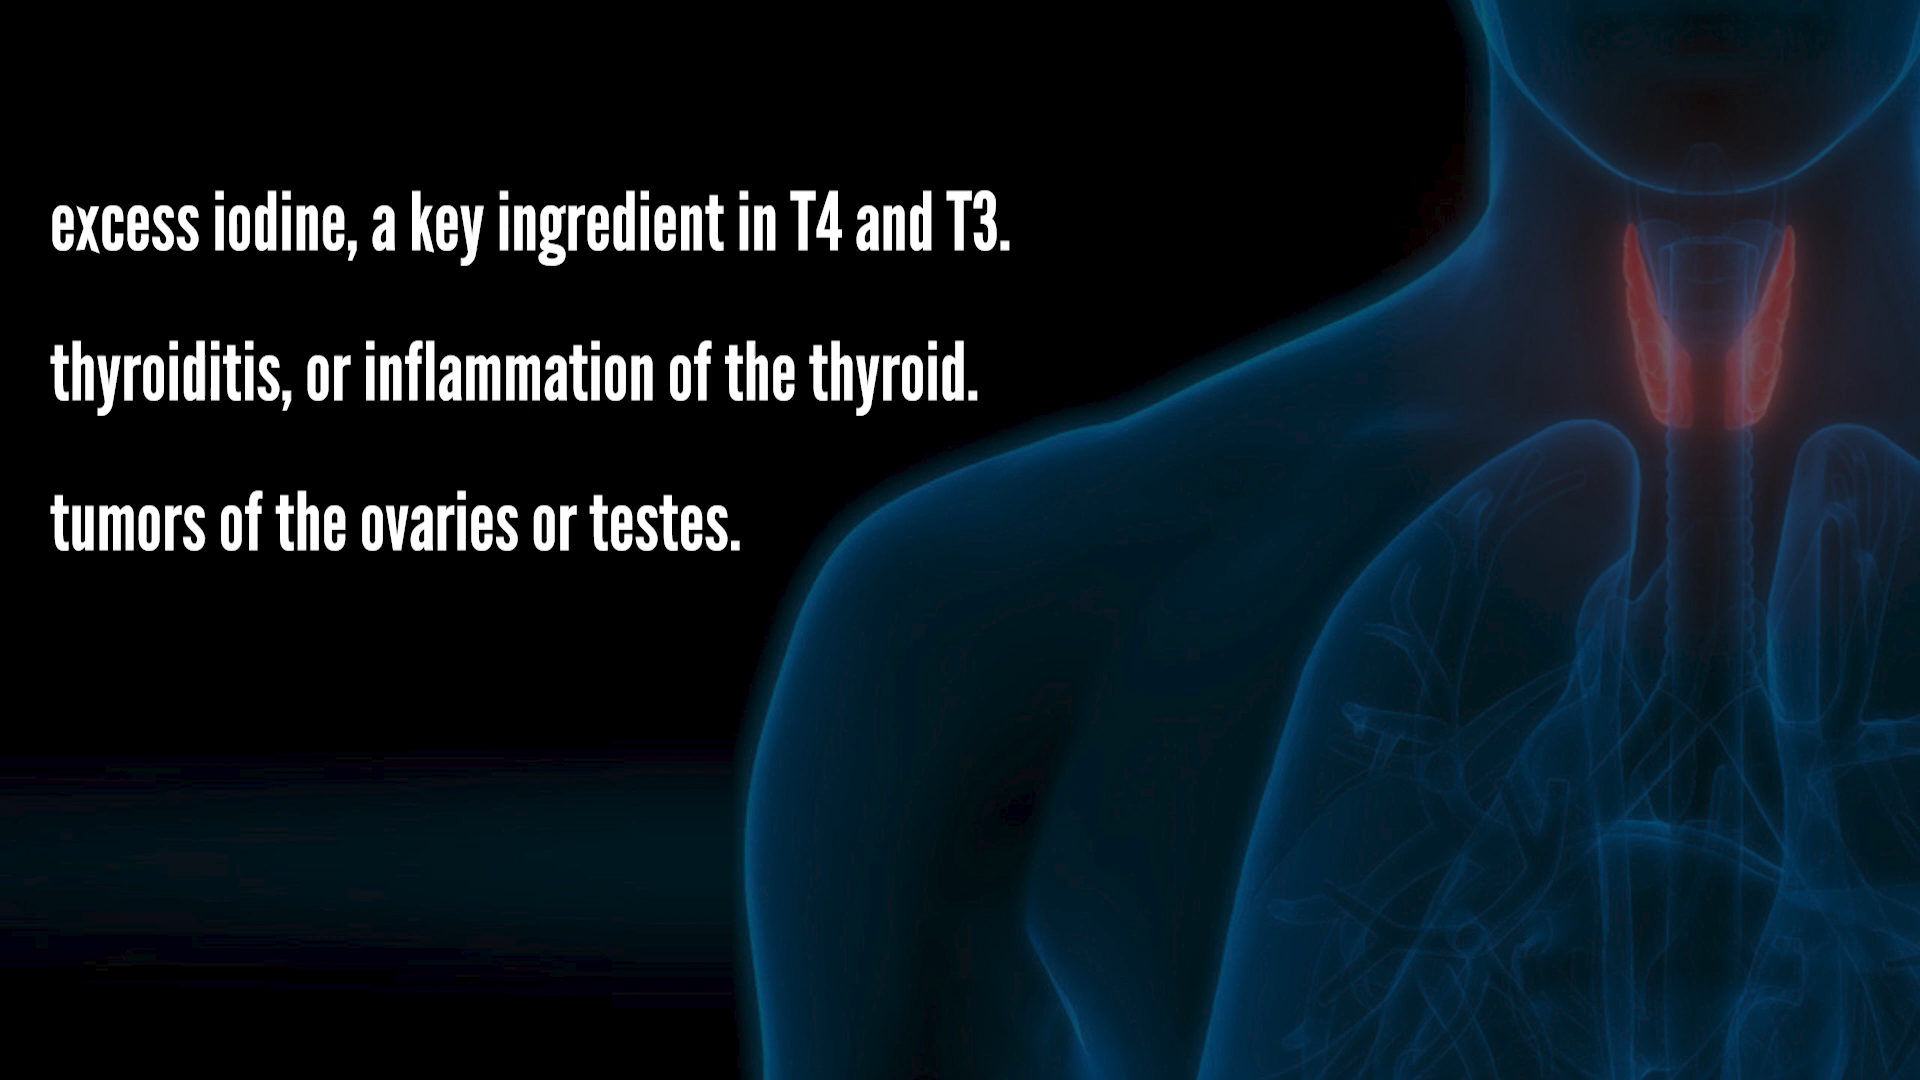 excess iodine, a key ingredient in T4 and T3.
thyroiditis, or inflammation of the thyroid.
tumors of the ovaries or testes.